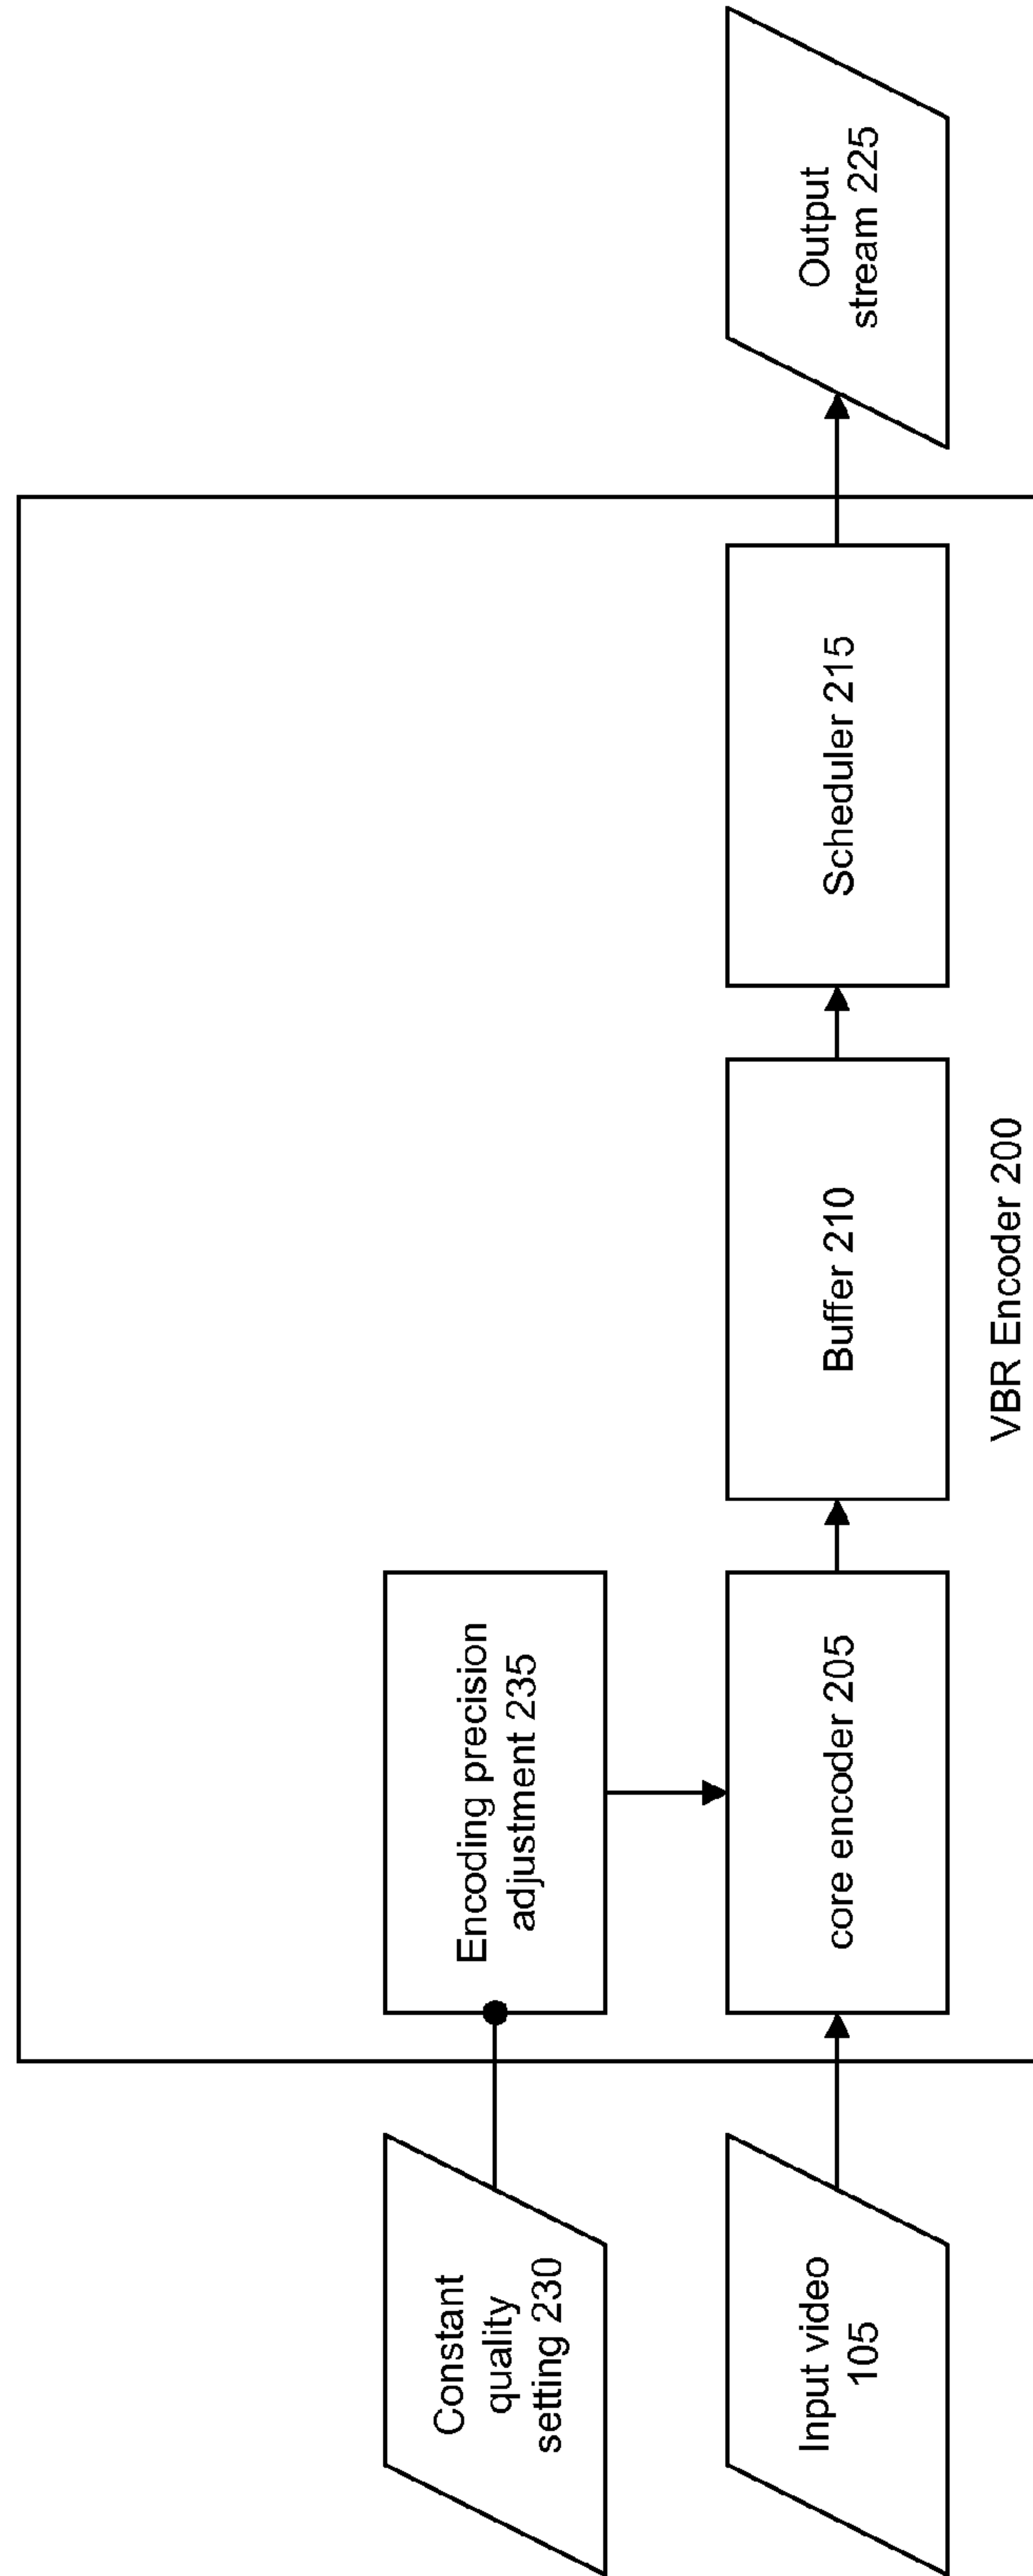 Constant
quality
setting 230
Encoding precision
adjustment 235
Input video
105
core encoder 205
Buffer 210
Scheduler 215
Output
stream 225
VBR Encoder 200